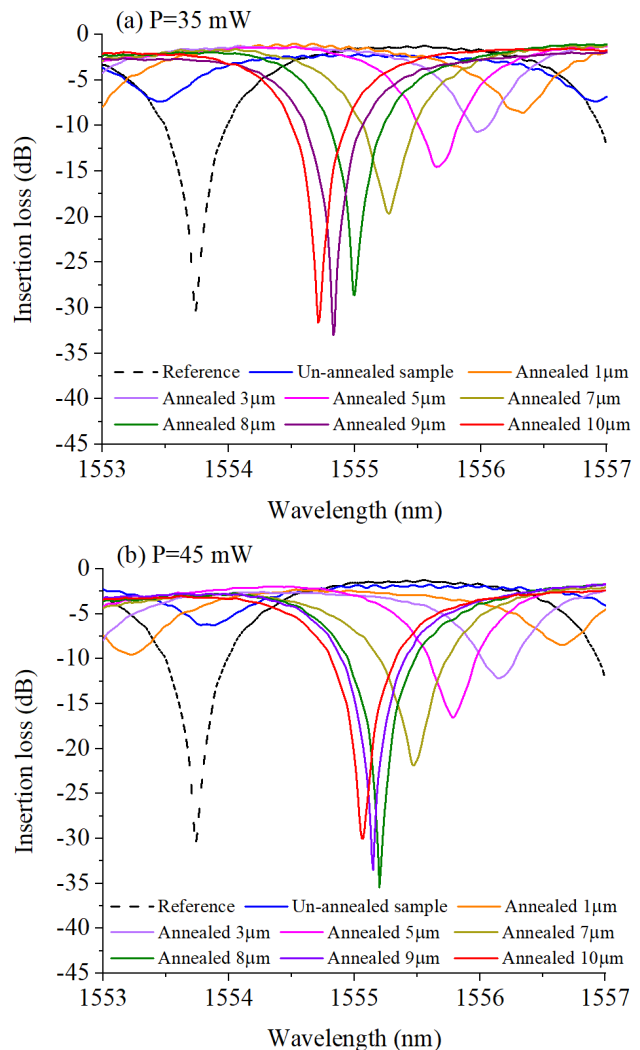 (a) P=35 mW
0
-5
-10
-15
-20
-25
-30
-35
-40
-45
Insertion loss (dB)
Reference Un-annealed sample Annealed 1μm
Annealed 3μm Annealed 5μm Annealed 7μm
Annealed 8μm Annealed 9μm Annealed 10μm
1553 1554 1555 1556 1557
Wavelength (nm)
(b) P=45 mW
0
-5
-10
-15
-20
-25
-30
-35
-40
-45
Insertion loss (dB)
Reference Un-annealed sample Annealed 1μm
Annealed 3μm Annealed 5μm Annealed 7μm
Annealed 8μm Annealed 9μm Annealed 10μm
1553 1554 1555 1556 1557
Wavelength (nm)